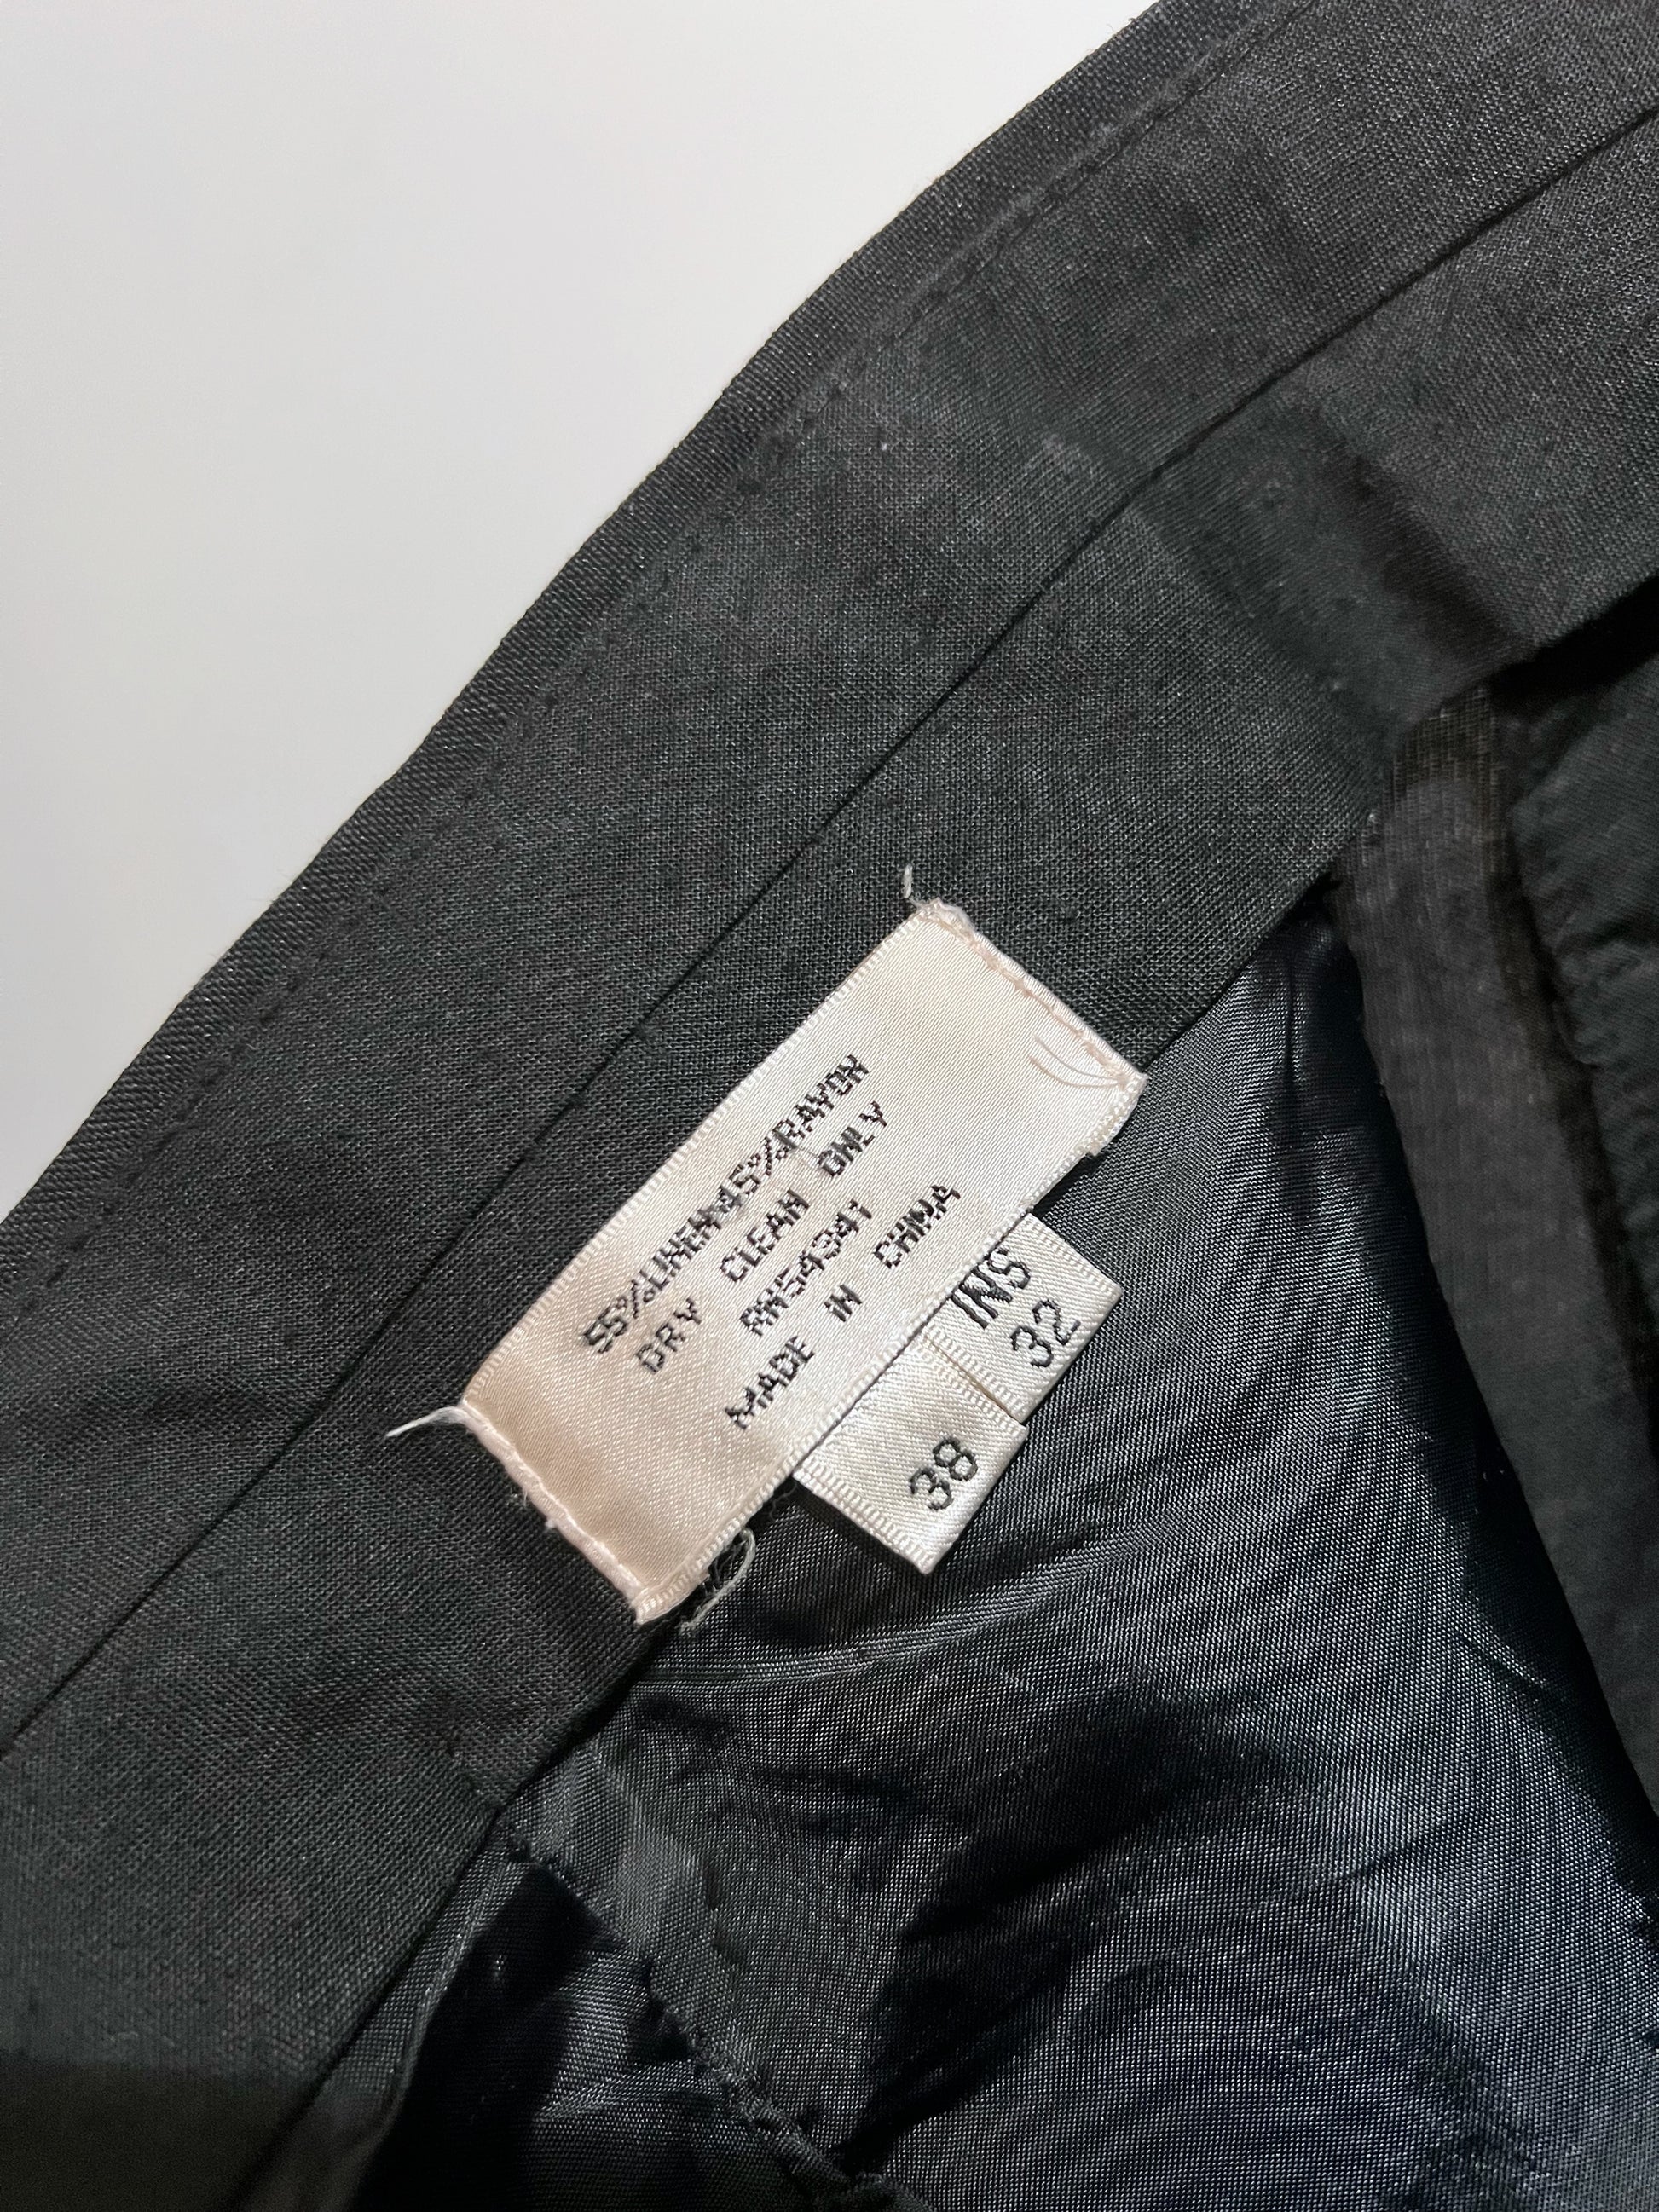 55%LINEN45%RAYON
DRY CLEAN ONLY
RN54341
MADE IN CHINA
INS
32
38